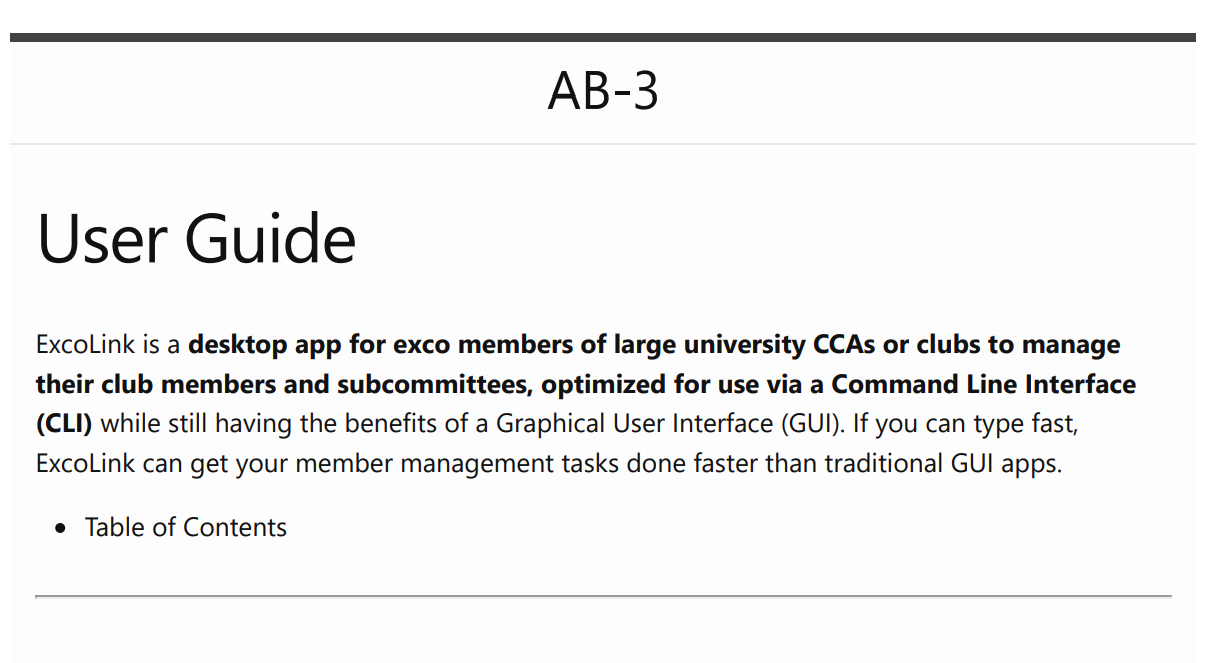 AB-3
User Guide
ExcoLink is a desktop app for exco members of large university CCAs or clubs to manage
their club members and subcommittees, optimized for use via a Command Line Interface
(CLI) while still having the benefits of a Graphical User Interface (GUI). If you can type fast,
ExcoLink can get your member management tasks done faster than traditional GUI apps.
• Table of Contents